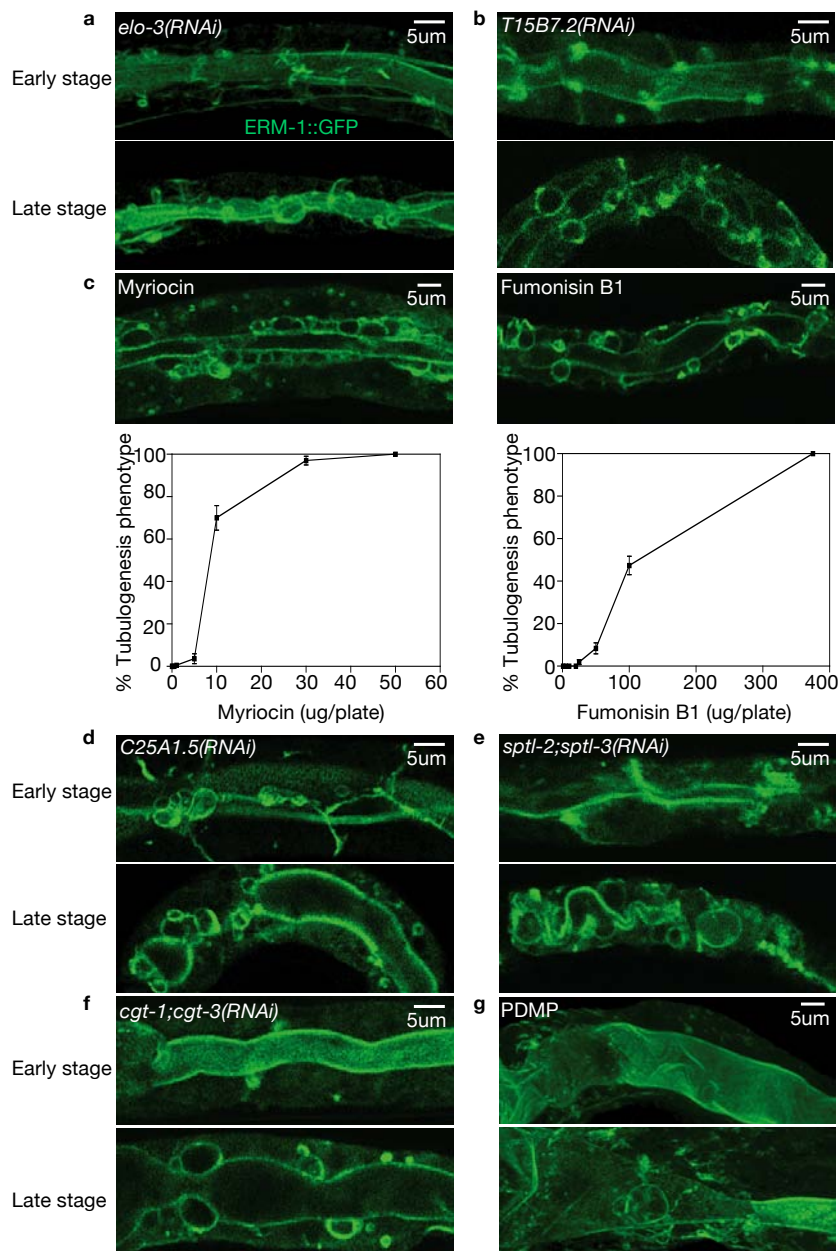 a
elo-3(RNAi)
5um
b
T15B7.2(RNAi)
5um
Early stage
ERM-1::GFP
Late stage
c
Myriocin
5um
Fumonisin B1
5um
% Tubulogenesis phenotype
100
80
60
40
20
0
0
10
20
30
40
50
60
Myriocin (ug/plate)
% Tubulogenesis phenotype
100
80
60
40
20
0
0
100
200
300
400
Fumonisin B1 (ug/plate)
d
C25A1.5(RNAi)
5um
e
sptl-2;sptl-3(RNAi)
5um
Early stage
Late stage
f
cgt-1;cgt-3(RNAi)
5um
g
PDMP
5um
Early stage
Late stage